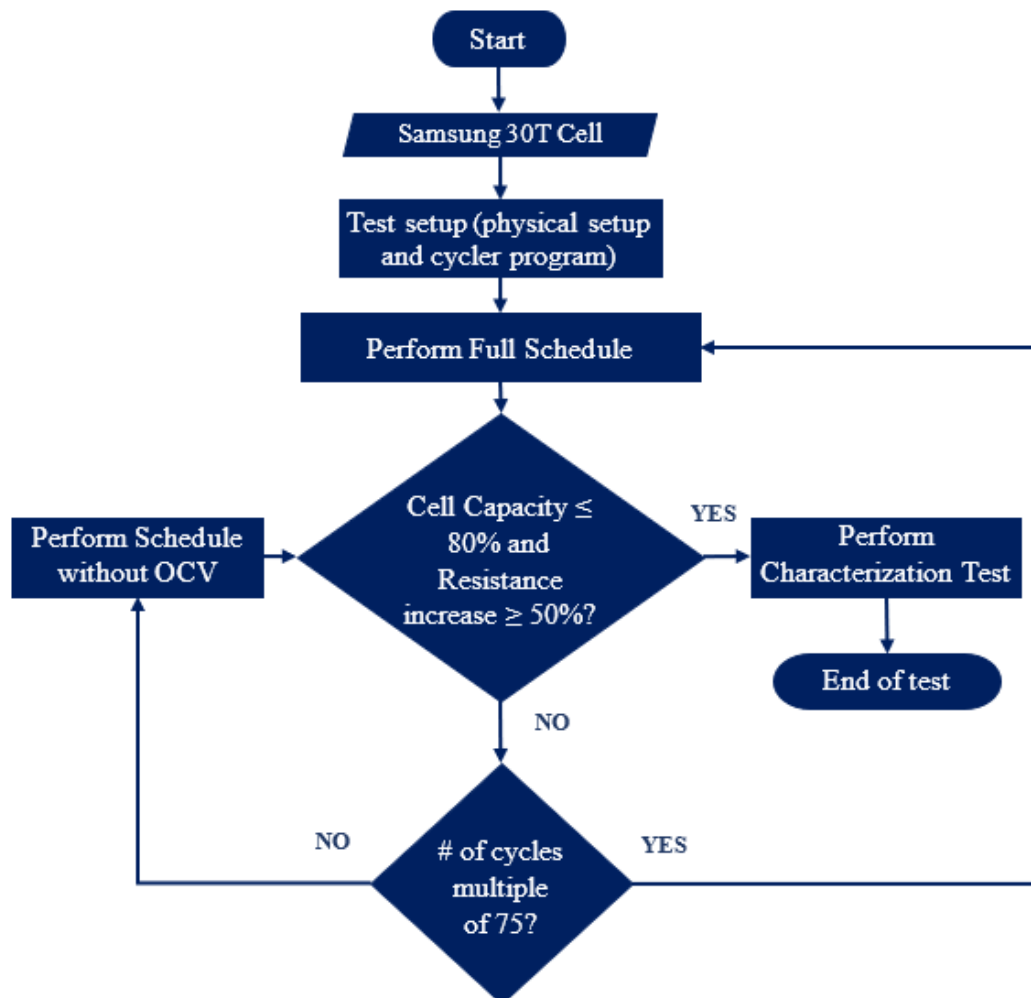 Start
Samsung 30T Cell
Test setup (physical setup
and cycler program)
Perform Full Schedule
Cell Capacity ≤
80% and
Resistance
increase ≥ 50%?
YES
Perform
Characterization Test
End of test
Perform Schedule
without OCV
NO
NO
# of cycles
multiple
of 75?
YES